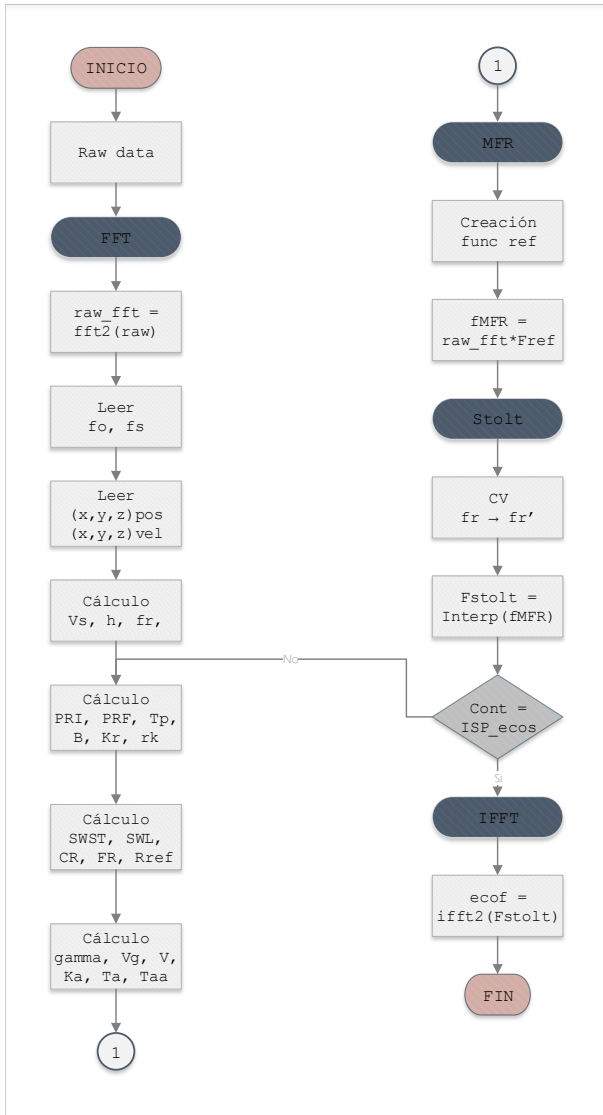 INICIO
Raw data
FFT
raw_fft =
fft2(raw)
Leer
fo, fs
Leer
(x,y,z)pos
(x,y,z)vel
Cálculo
Vs, h, fr,
Cálculo
PRI, PRF, Tp,
B, Kr, rk
Cálculo
SWST, SWL,
CR, FR, Rref
Cálculo
gamma, Vg, V,
Ka, Ta, Taa
1
1
MFR
Creación
func ref
fMFR =
raw_fft*Fref
Stolt
CV
fr → fr’
Fstolt =
Interp(fMFR)
No
Cont =
ISP_ecos
Si
IFFT
ecof =
ifft2(Fstolt)
FIN